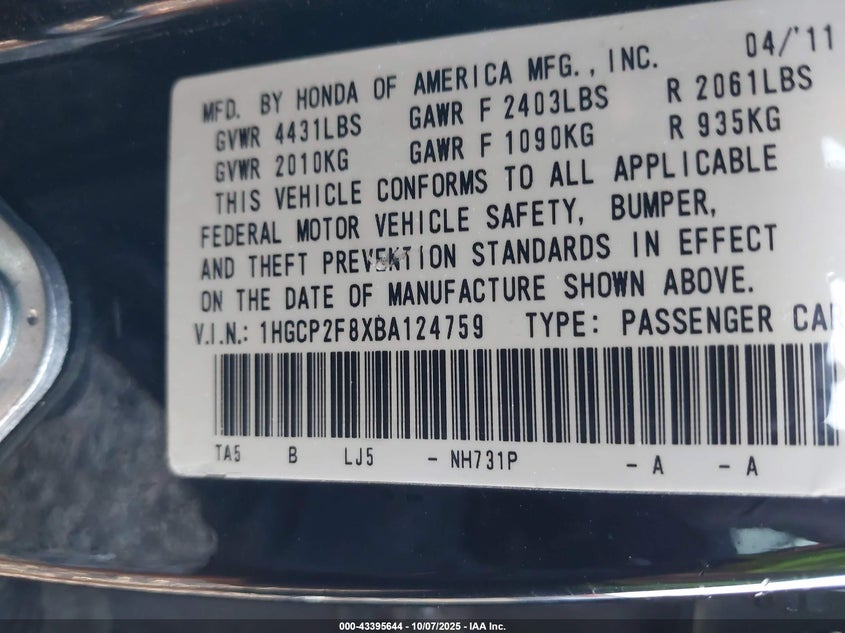 04/'11
MFD. BY HONDA OF AMERICA MFG., INC.
GVWR 4431LBS GAWR F 2403LBS R 2061LBS
GVWR 2010KG GAWR F 1090KG R 935KG
THIS VEHICLE CONFORMS TO ALL APPLICABLE
FEDERAL MOTOR VEHICLE SAFETY, BUMPER,
AND THEFT PREVENTION STANDARDS IN EFFECT
ON THE DATE OF MANUFACTURE SHOWN ABOVE.
V.I.N.: 1HGCP2F8XBA124759 TYPE: PASSENGER CAR
TA5 B LJ5 - NH731P - A - A
000-43395644 | 10/07/2025 - IAA Inc.